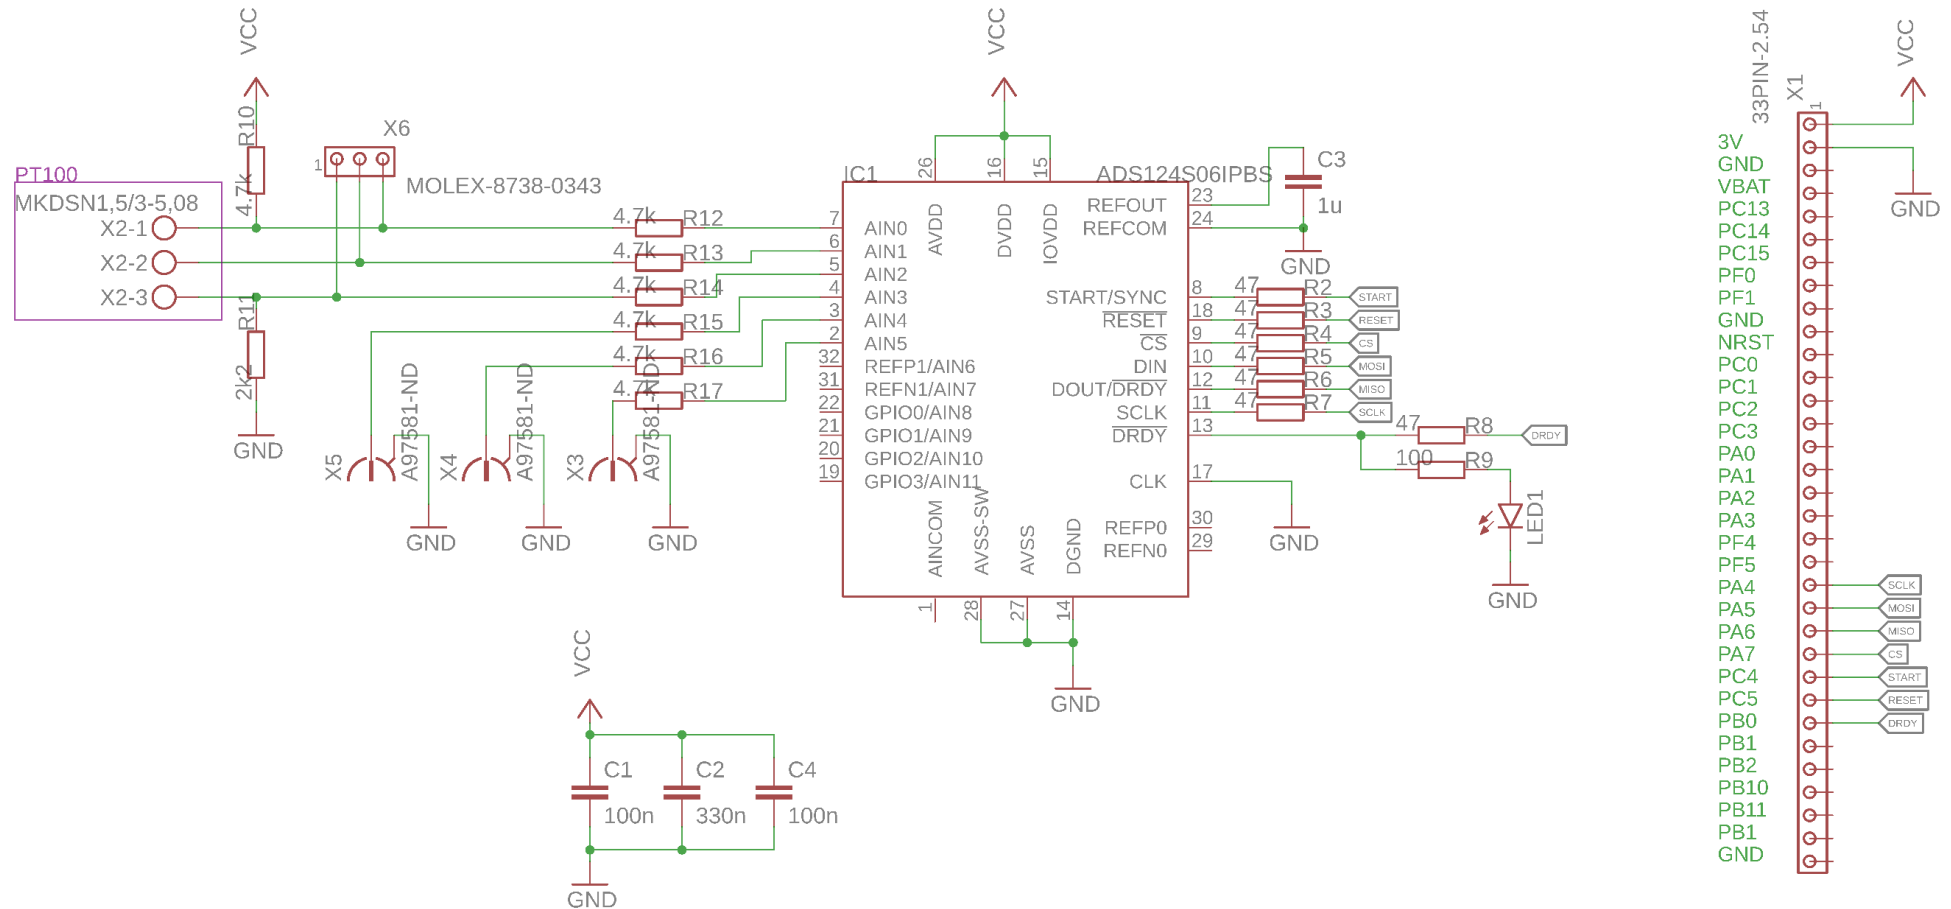 VCC
R10
4.7k
PT100
MKDSN1,5/3-5,08
X2-1
X2-2
X2-3
R11
2k2
GND
X6
1
MOLEX-8738-0343
4.7k R12
4.7k R13
4.7k R14
4.7k R15
4.7k R16
4.7k R17
X5
A97581-ND
GND
X4
A97581-ND
GND
X3
A97581-ND
GND
VCC
IC1
ADS124S06IPBS
26
16
15
AVDD
DVDD
IOVDD
7 AIN0
6 AIN1
5 AIN2
4 AIN3
3 AIN4
2 AIN5
32 REFP1/AIN6
31 REFN1/AIN7
22 GPIO0/AIN8
21 GPIO1/AIN9
20 GPIO2/AIN10
19 GPIO3/AIN11
AINCOM
AVSS-SW
AVSS
DGND
1
28
27
14
GND
REFOUT 23
REFCOM 24
START/SYNC 8
RESET 18
CS 9
DIN 10
DOUT/DRDY 12
SCLK 11
DRDY 13
CLK 17
REFP0 30
REFN0 29
C3
1u
GND
47 R2 START
47 R3 RESET
47 R4 CS
47 R5 MOSI
47 R6 MISO
47 R7 SCLK
47 R8 DRDY
100 R9
LED1
GND
GND
VCC
C1
100n
C2
330n
C4
100n
GND
33PIN-2.54
X1
1
VCC
GND
3V
GND
VBAT
PC13
PC14
PC15
PF0
PF1
GND
NRST
PC0
PC1
PC2
PC3
PA0
PA1
PA2
PA3
PF4
PF5
PA4
PA5
PA6
PA7
PC4
PC5
PB0
PB1
PB2
PB10
PB11
PB1
GND
SCLK
MOSI
MISO
CS
START
RESET
DRDY